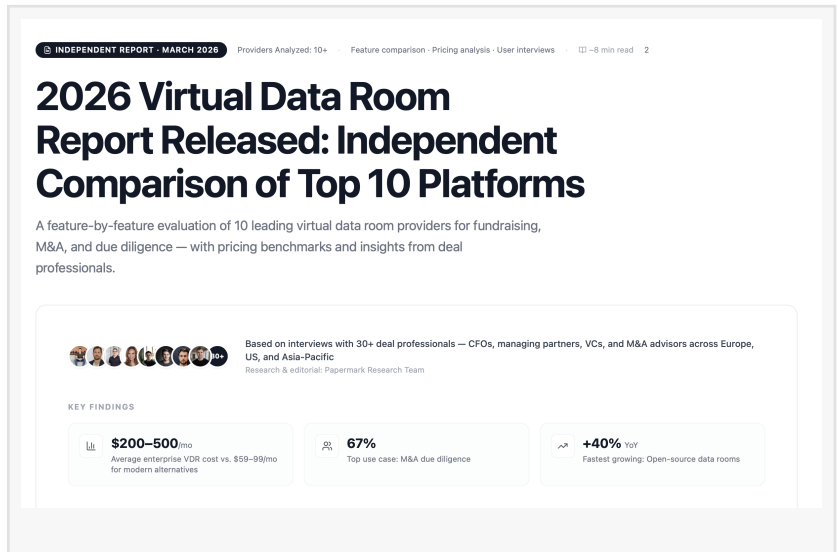 INDEPENDENT REPORT · MARCH 2026 Providers Analyzed: 10+ · Feature comparison · Pricing analysis · User interviews · ~8 min read 2
2026 Virtual Data Room
Report Released: Independent
Comparison of Top 10 Platforms
A feature-by-feature evaluation of 10 leading virtual data room providers for fundraising,
M&A, and due diligence — with pricing benchmarks and insights from deal
professionals.
30+
Based on interviews with 30+ deal professionals — CFOs, managing partners, VCs, and M&A advisors across Europe,
US, and Asia-Pacific
Research & editorial: Papermark Research Team
KEY FINDINGS
$200–500/mo
Average enterprise VDR cost vs. $59–99/mo
for modern alternatives
67%
Top use case: M&A due diligence
+40% YoY
Fastest growing: Open-source data rooms